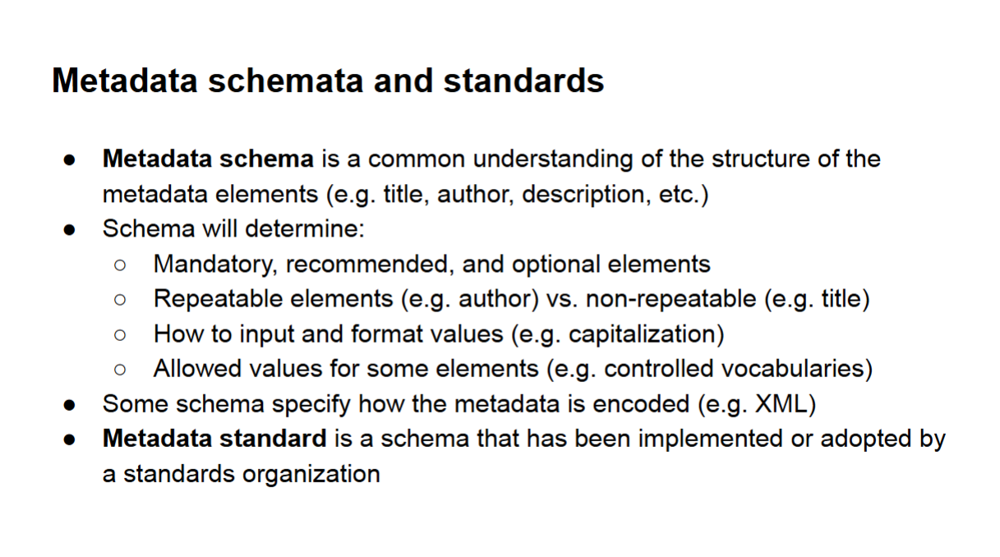 Metadata schemata and standards
● Metadata schema is a common understanding of the structure of the
metadata elements (e.g. title, author, description, etc.)
● Schema will determine:
○ Mandatory, recommended, and optional elements
○ Repeatable elements (e.g. author) vs. non-repeatable (e.g. title)
○ How to input and format values (e.g. capitalization)
○ Allowed values for some elements (e.g. controlled vocabularies)
● Some schema specify how the metadata is encoded (e.g. XML)
● Metadata standard is a schema that has been implemented or adopted by
a standards organization